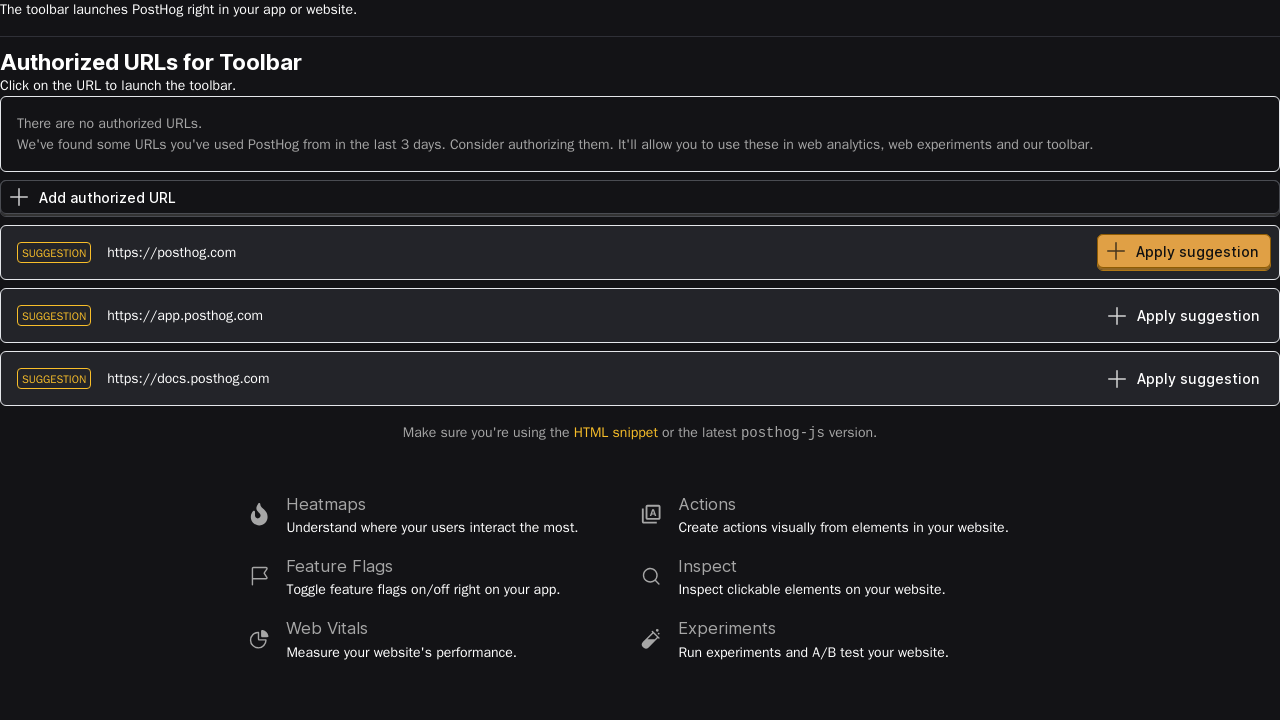 The toolbar launches PostHog right in your app or website.
Authorized URLs for Toolbar
Click on the URL to launch the toolbar.
There are no authorized URLs.
We've found some URLs you've used PostHog from in the last 3 days. Consider authorizing them. It'll allow you to use these in web analytics, web experiments and our toolbar.
Add authorized URL
SUGGESTION https://posthog.com Apply suggestion
SUGGESTION https://app.posthog.com Apply suggestion
SUGGESTION https://docs.posthog.com Apply suggestion
Make sure you're using the HTML snippet or the latest posthog-js version.
Heatmaps
Understand where your users interact the most.
Actions
Create actions visually from elements in your website.
Feature Flags
Toggle feature flags on/off right on your app.
Inspect
Inspect clickable elements on your website.
Web Vitals
Measure your website's performance.
Experiments
Run experiments and A/B test your website.